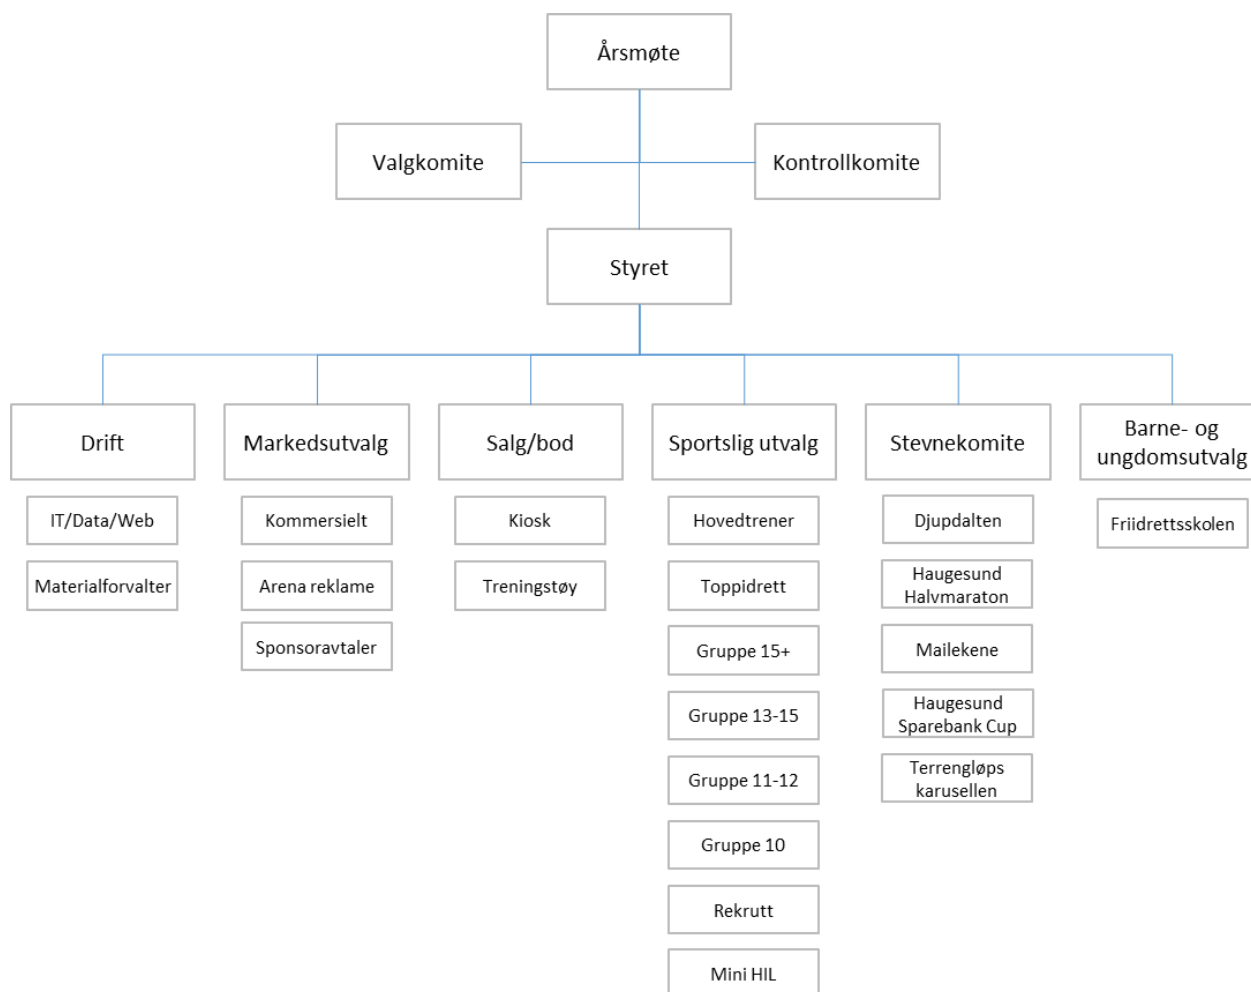 Årsmøte
Valgkomite
Kontrollkomite
Styret
Drift
Markedsutvalg
Salg/bod
Sportslig utvalg
Stevnekomite
Barne- og
ungdomsutvalg
IT/Data/Web
Materialforvalter
Kommersielt
Arena reklame
Sponsoravtaler
Kiosk
Treningstøy
Hovedtrener
Toppidrett
Gruppe 15+
Gruppe 13-15
Gruppe 11-12
Gruppe 10
Rekrutt
Mini HIL
Djupdalten
Haugesund
Halvmaraton
Mailekene
Haugesund
Sparebank Cup
Terrengløps
karusellen
Friidrettsskolen